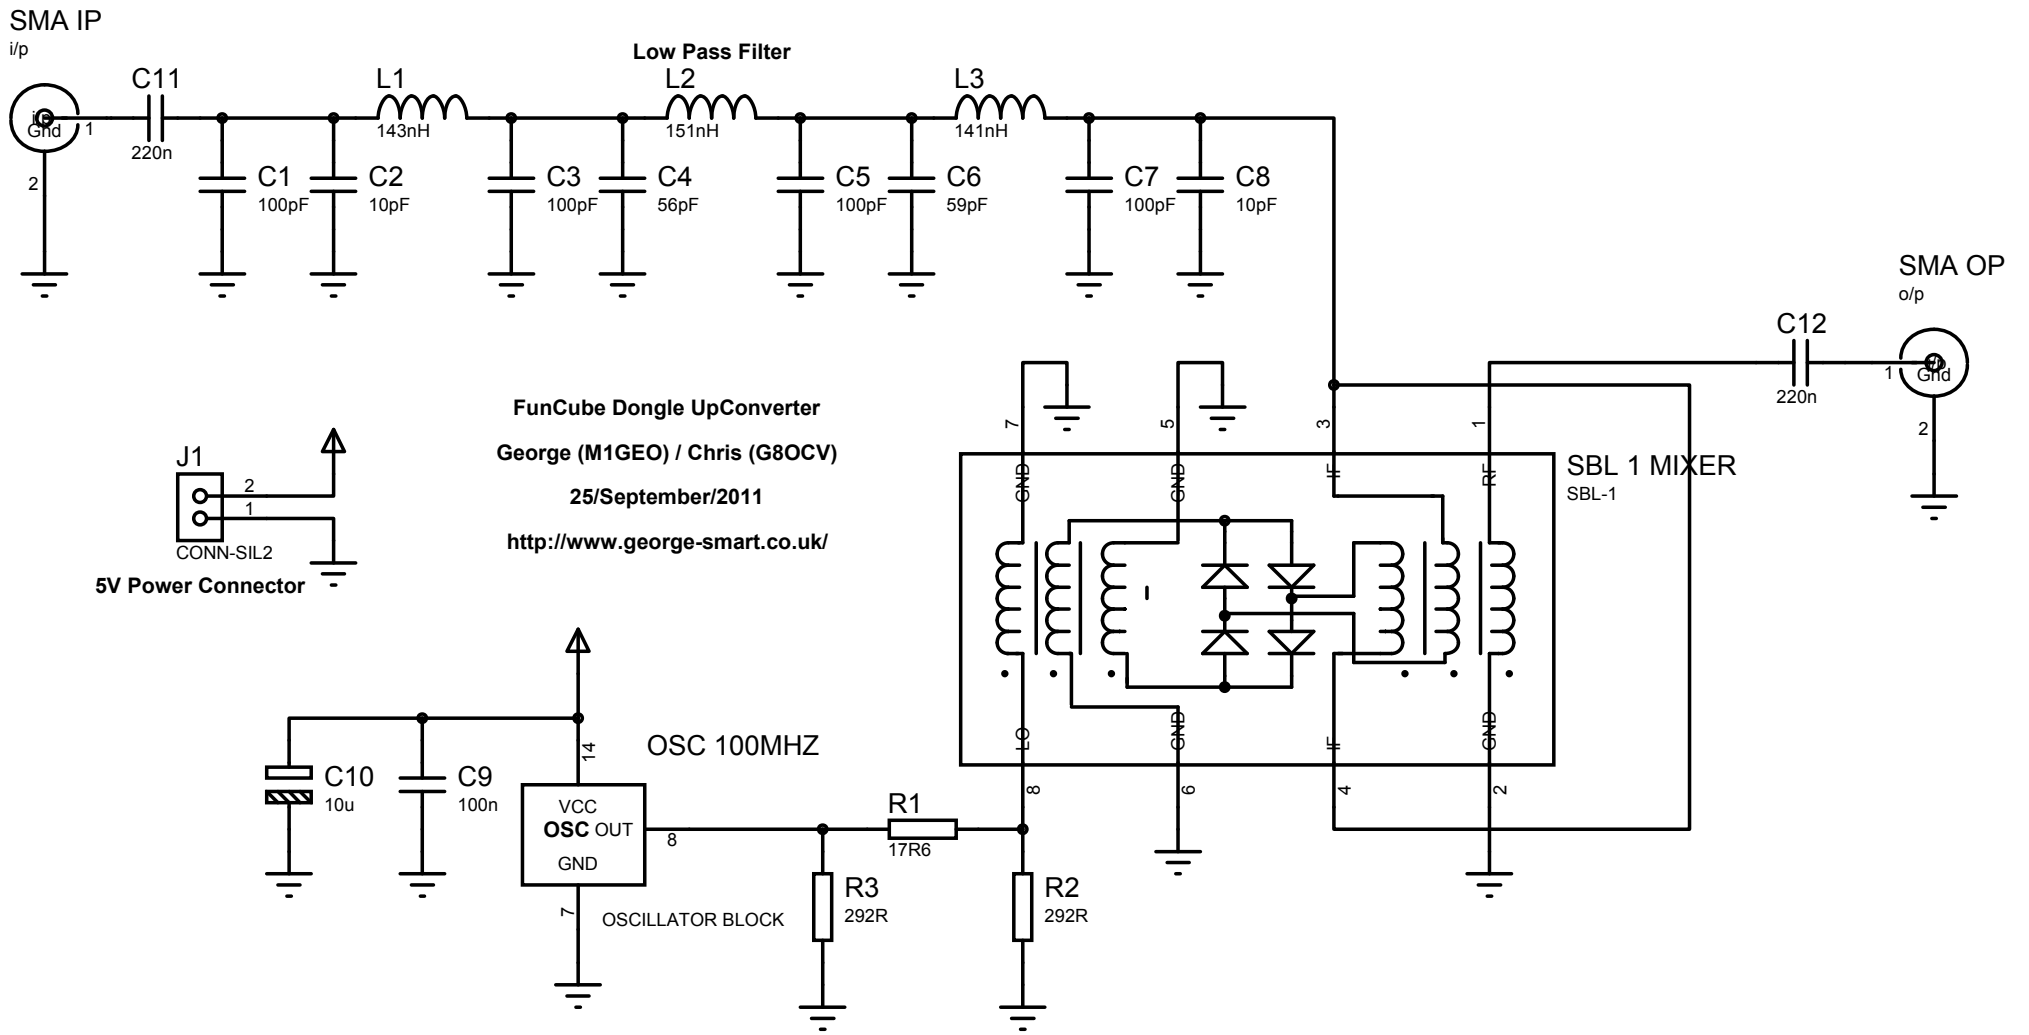 SMA IP
i/p
Low Pass Filter
C11
L1
L2
L3
i/p
Gnd
1
220n
143nH
151nH
141nH
2
C1
100pF
C2
10pF
C3
100pF
C4
56pF
C5
100pF
C6
59pF
C7
100pF
C8
10pF
SMA OP
o/p
C12
220n
1
Gnd
2
FunCube Dongle UpConverter
George (M1GEO) / Chris (G8OCV)
25/September/2011
http://www.george-smart.co.uk/
J1
2
1
CONN-SIL2
5V Power Connector
7
5
3
1
GND
GND
IF
RF
SBL 1 MIXER
SBL-1
LO
GND
IF
GND
8
6
4
2
OSC 100MHZ
14
C10
10u
C9
100n
VCC
OSC OUT
GND
8
7
OSCILLATOR BLOCK
R1
17R6
R3
292R
R2
292R